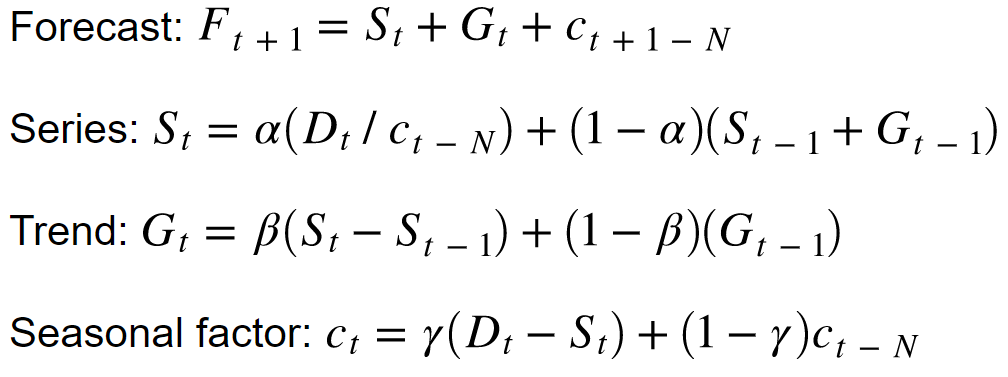 Forecast: F_{t + 1} = S_t + G_t + c_{t + 1 − N}
Series: S_t = α(D_t / c_{t − N}) + (1 − α)(S_{t − 1} + G_{t − 1})
Trend: G_t = β(S_t − S_{t − 1}) + (1 − β)(G_{t − 1})
Seasonal factor: c_t = γ(D_t − S_t) + (1 − γ)c_{t − N}